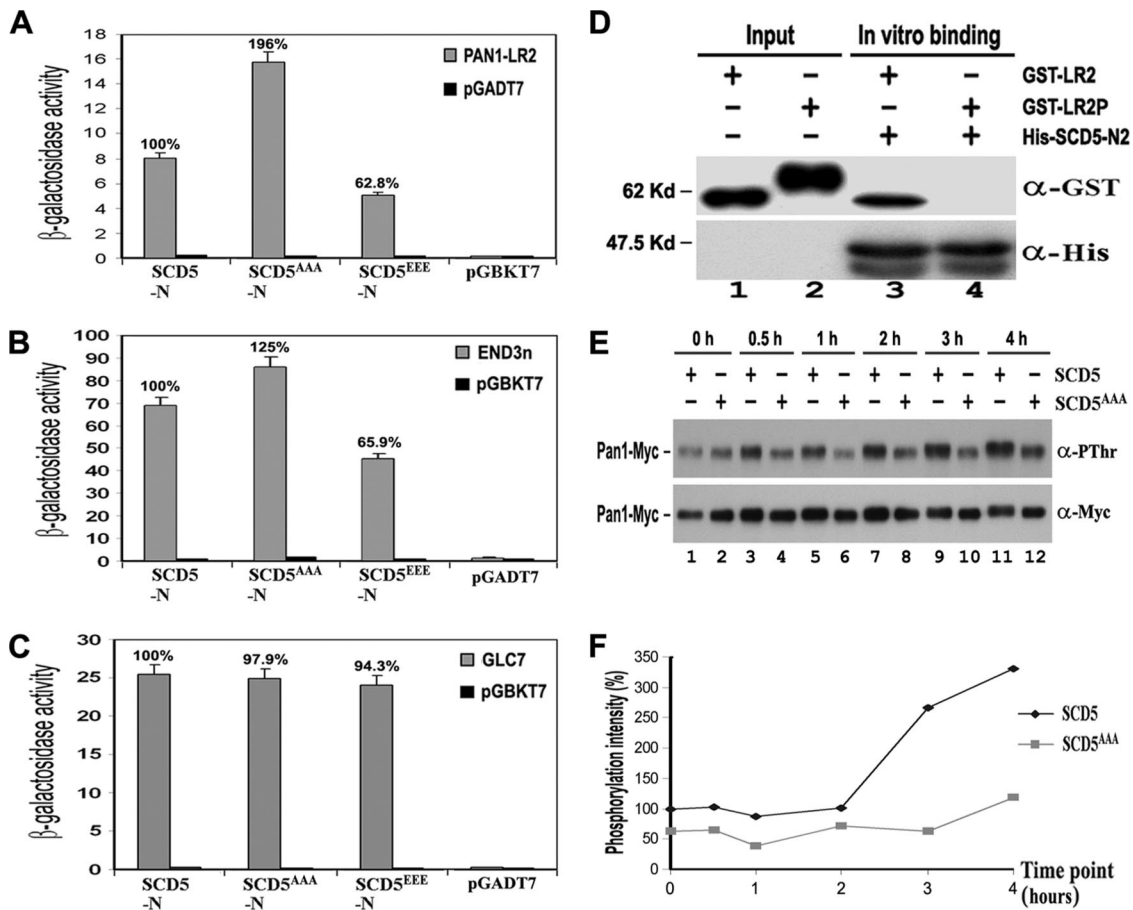 A
β-galactosidase activity
18
16
14
12
10
8
6
4
2
0
100%
196%
62.8%
PAN1-LR2
pGADT7
SCD5 SCD5AAA SCD5EEE pGBKT7
-N -N -N
B
β-galactosidase activity
100
90
80
70
60
50
40
30
20
10
0
100%
125%
65.9%
END3n
pGBKT7
SCD5 SCD5AAA SCD5EEE pGADT7
-N -N -N
C
β-galactosidase activity
30
25
20
15
10
5
0
100%
97.9%
94.3%
GLC7
pGBKT7
SCD5 SCD5AAA SCD5EEE pGADT7
-N -N -N
D
Input In vitro binding
+ – + – GST-LR2
– + – + GST-LR2P
– – + + His-SCD5-N2
62 Kd – α-GST
47.5 Kd – α-His
1 2 3 4
E
0 h 0.5 h 1 h 2 h 3 h 4 h
+ – + – + – + – + – + – SCD5
– + – + – + – + – + – + SCD5AAA
Pan1-Myc – α-PThr
Pan1-Myc – α-Myc
1 2 3 4 5 6 7 8 9 10 11 12
F
Phosphorylation intensity (%)
350
300
250
200
150
100
50
0
0 1 2 3 4
SCD5
SCD5AAA
Time point
(hours)